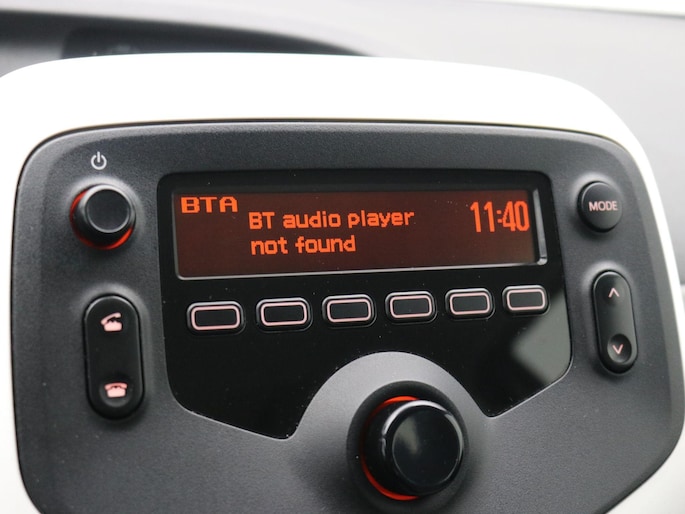 BTA
BT audio player
not found
11:40
MODE